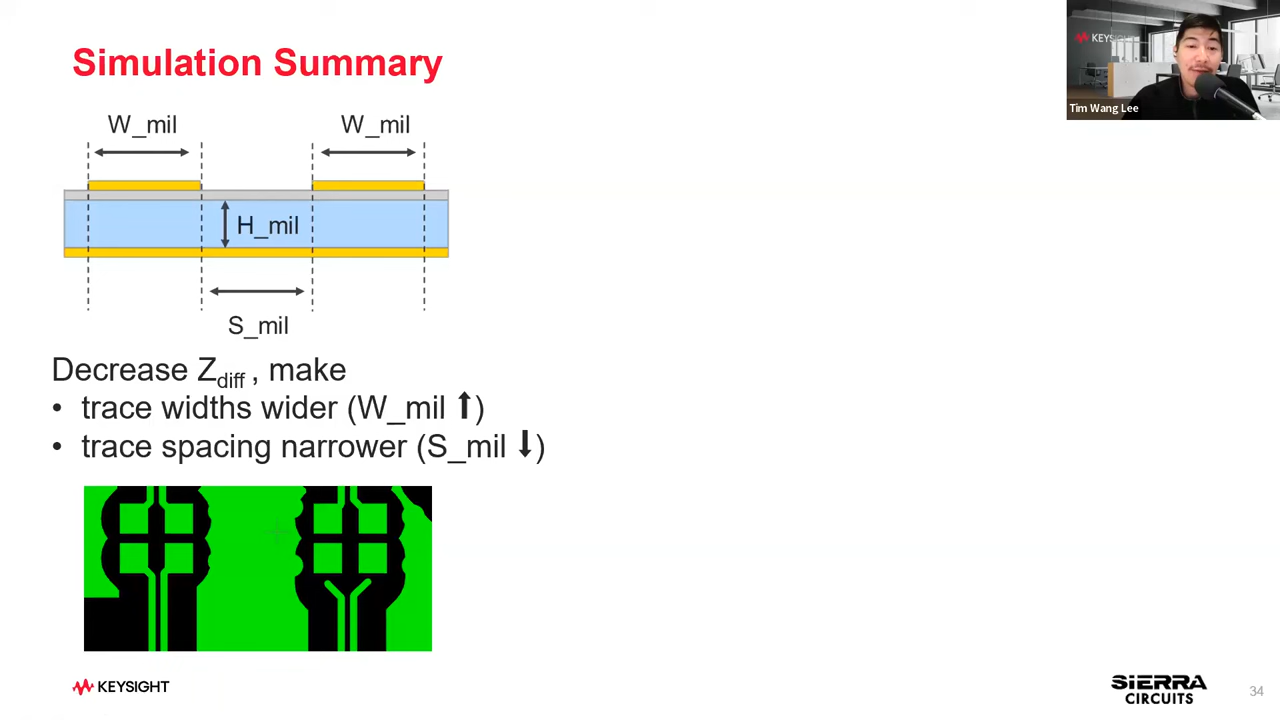 Simulation Summary
KEYSIGHT
Tim Wang Lee
W_mil
W_mil
H_mil
S_mil
Decrease Zdiff , make
• trace widths wider (W_mil ⬆)
• trace spacing narrower (S_mil ⬇)
KEYSIGHT
SIERRA
CIRCUITS
34